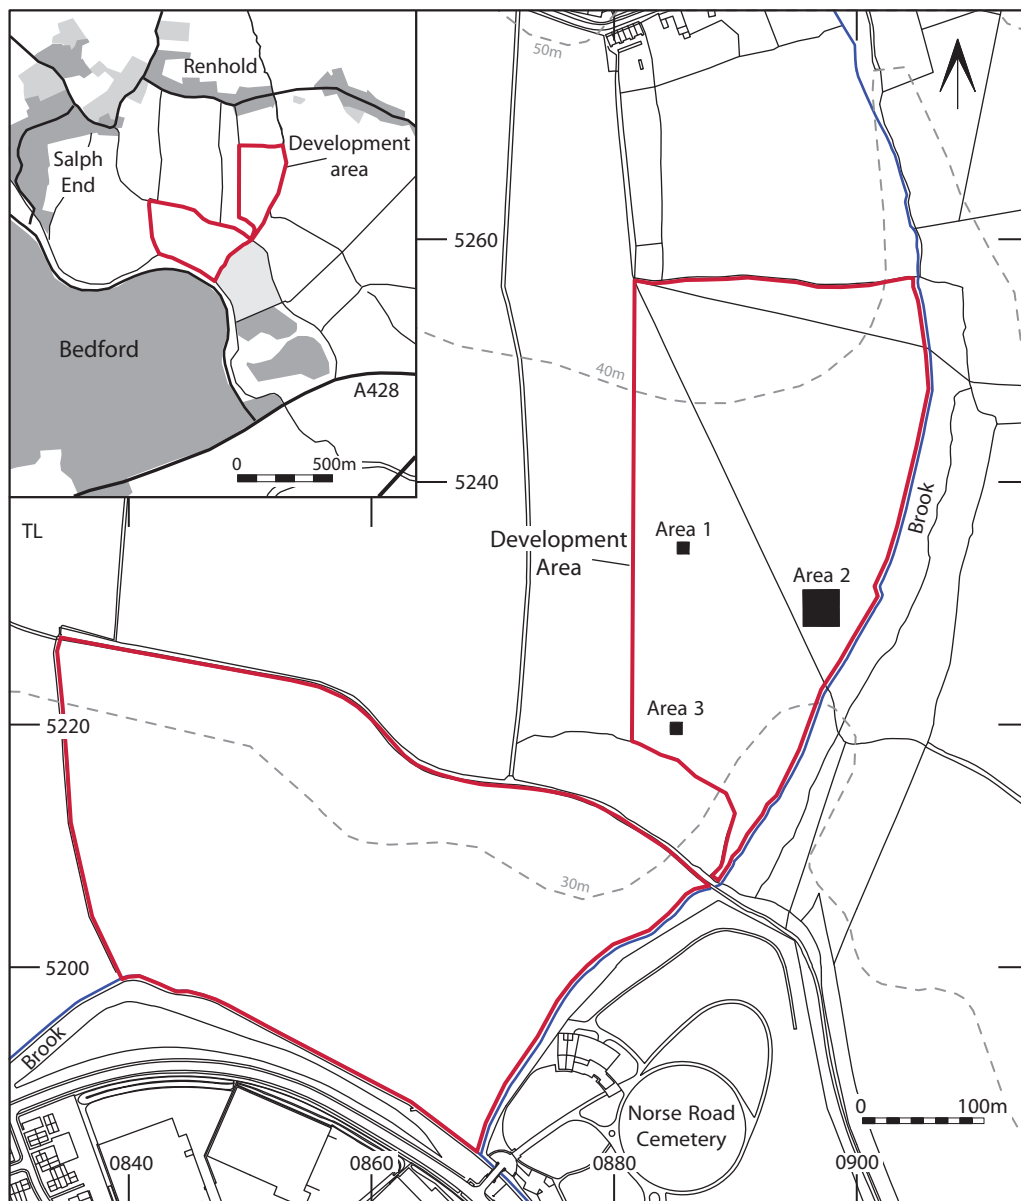 Renhold
Salph
End
Development
area
Bedford
A428
0 500m
50m
5260
40m
5240
TL
Development
Area
Area 1
Area 2
Brook
Area 3
5220
30m
5200
Brook
Norse Road
Cemetery
0 100m
0840
0860
0880
0900